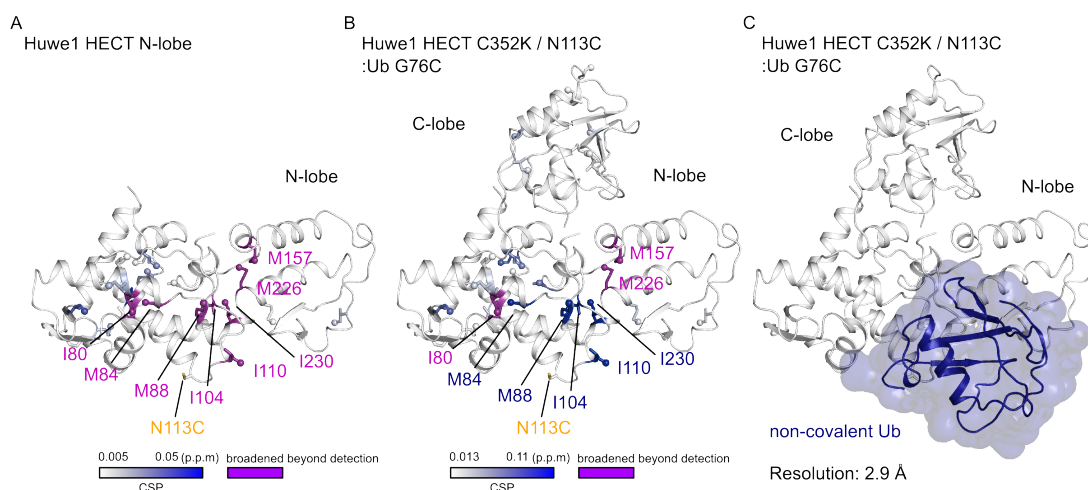 A
Huwe1 HECT N-lobe
M157
M226
I80
M84
M88
I104
I110
I230
N113C
0.005 0.05 (p.p.m)
CSP
broadened beyond detection
B
Huwe1 HECT C352K / N113C
:Ub G76C
C-lobe
N-lobe
M157
M226
I80
M84
M88
I104
I110
I230
N113C
0.013 0.11 (p.p.m)
CSP
broadened beyond detection
C
Huwe1 HECT C352K / N113C
:Ub G76C
C-lobe
N-lobe
non-covalent Ub
Resolution: 2.9 Å
N-lobe